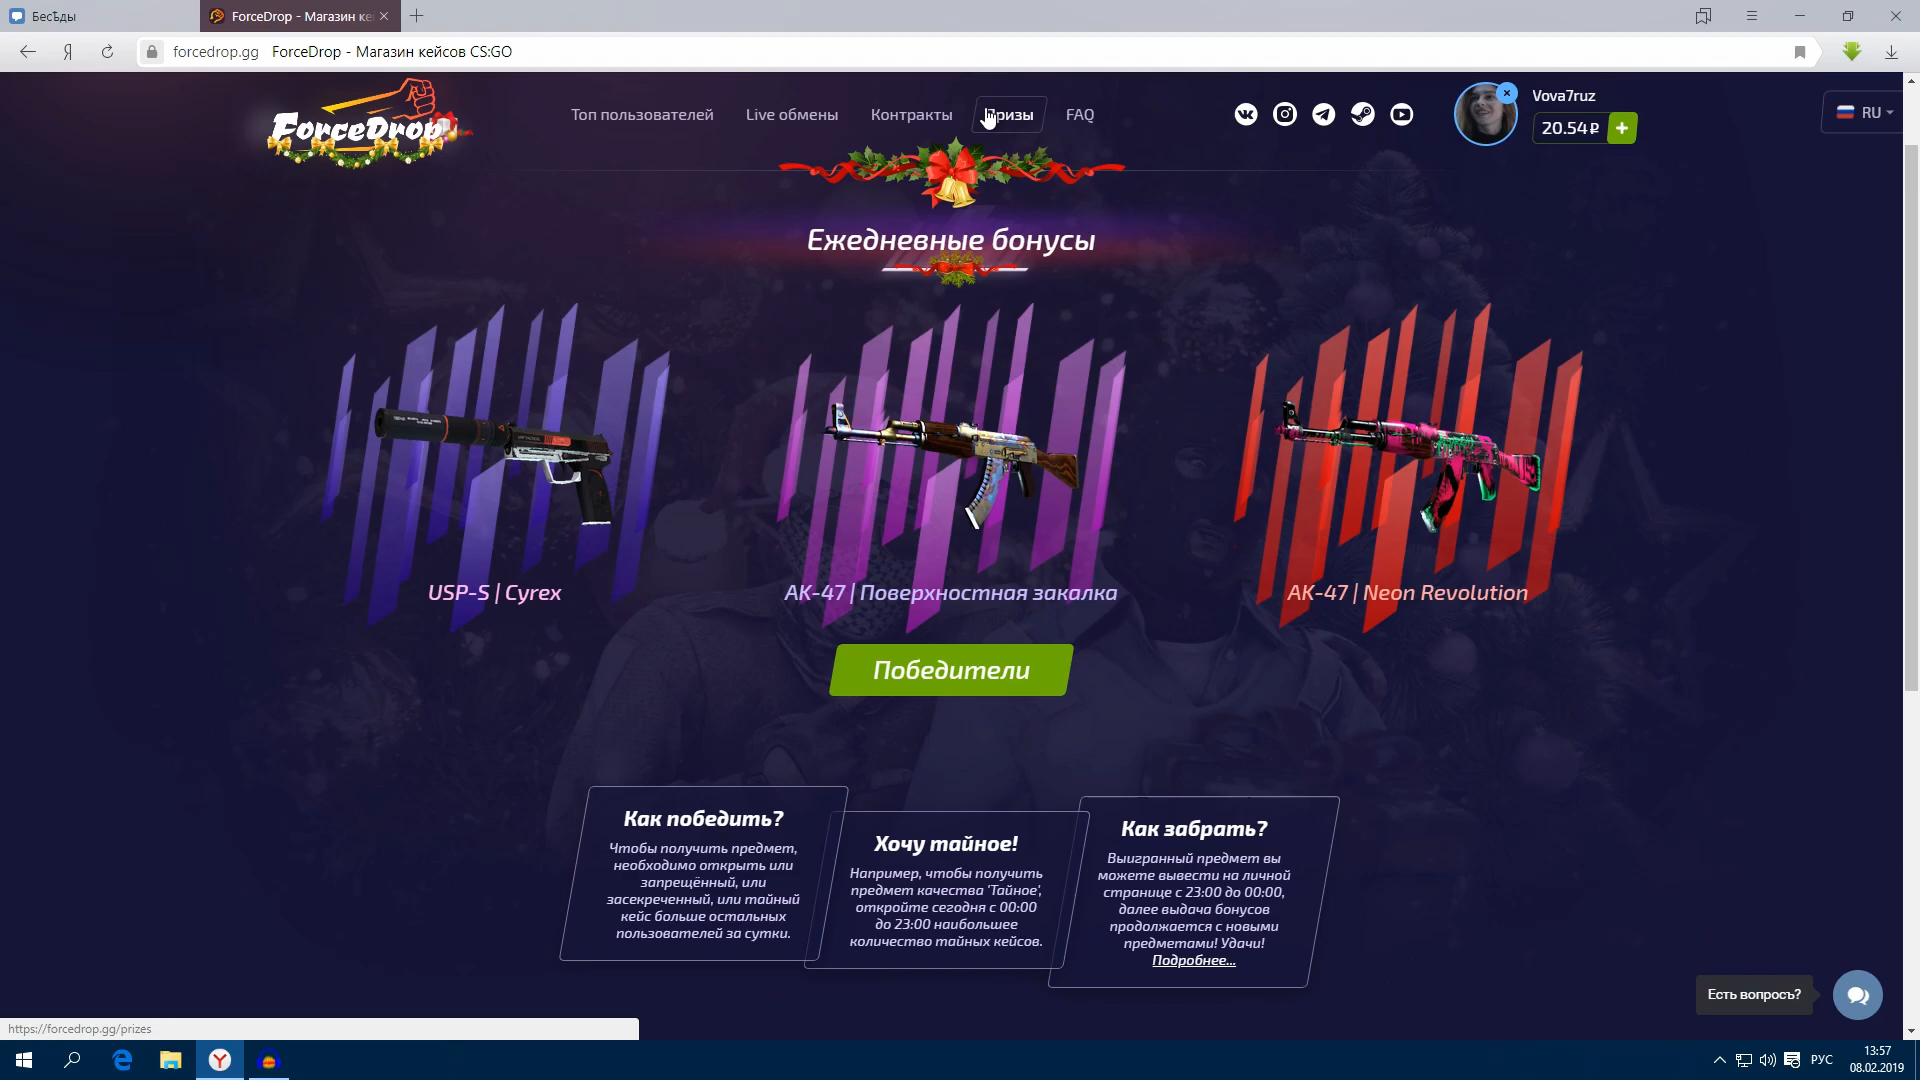 БесЪды
ForceDrop - Магазин ке
forcedrop.gg ForceDrop - Магазин кейсов CS:GO
ForceDrop
Топ пользователей Live обмены Контракты Призы FAQ
Vova7ruz
20.54₽ +
RU
Ежедневные бонусы
USP-S | Cyrex
AK-47 | Поверхностная закалка
AK-47 | Neon Revolution
Победители
Как победить?
Чтобы получить предмет,
необходимо открыть или
запрещённый, или
засекреченный, или тайный
кейс больше остальных
пользователей за сутки.
Хочу тайное!
Например, чтобы получить
предмет качества 'Тайное',
откройте сегодня с 00:00
до 23:00 наибольшее
количество тайных кейсов.
Как забрать?
Выигранный предмет вы
можете вывести на личной
странице с 23:00 до 00:00,
далее выдача бонусов
продолжается с новыми
предметами! Удачи!
Подробнее...
Есть вопросъ?
https://forcedrop.gg/prizes
РУС
13:57
08.02.2019